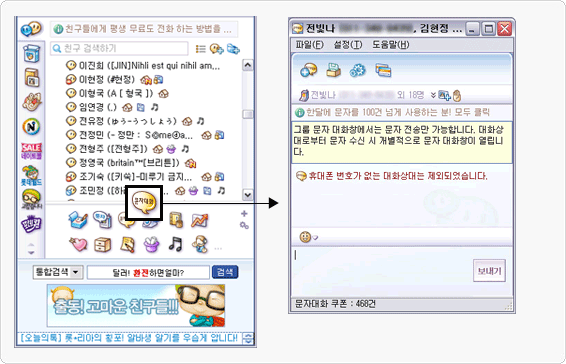 친구들에게 평생 무료도 전화 하는 방법을 ...
친구 검색하기
이진희 ([JIN]Nihil est qui nihil am...
이현정 (#현정)
이형국 (A [ 형국 ])
임연경 (.)
전유정 (ゆ~うっしょう)
전정민 (- 정만 :
전현주 ([전현주])
정영국 (britain™[브리튼])
조기숙 ([키쑥]-미루기 금지...
조민정
SALE
네이트몰
문자대화
통합검색
달러! 환전하면얼마?
검색
출동! 고마운 친구들!!!
[오늘의톡] 롯•리아의 횡포! 알바생 알기를 우습게 압니다!
전빛나
, 김현정 ...
파일(F) 설정(T) 도움말(H)
전빛나
외 18명
한달에 문자를 100건 넘게 사용하는 분! 모두 클릭
그룹 문자 대화창에서는 문자 전송만 가능합니다. 대화상
대로부터 문자 수신 시 개별적으로 문자 대화창이 열립니
다.
휴대폰 번호가 없는 대화상대는 제외되었습니다.
보내기
문자대화 쿠폰 : 468건